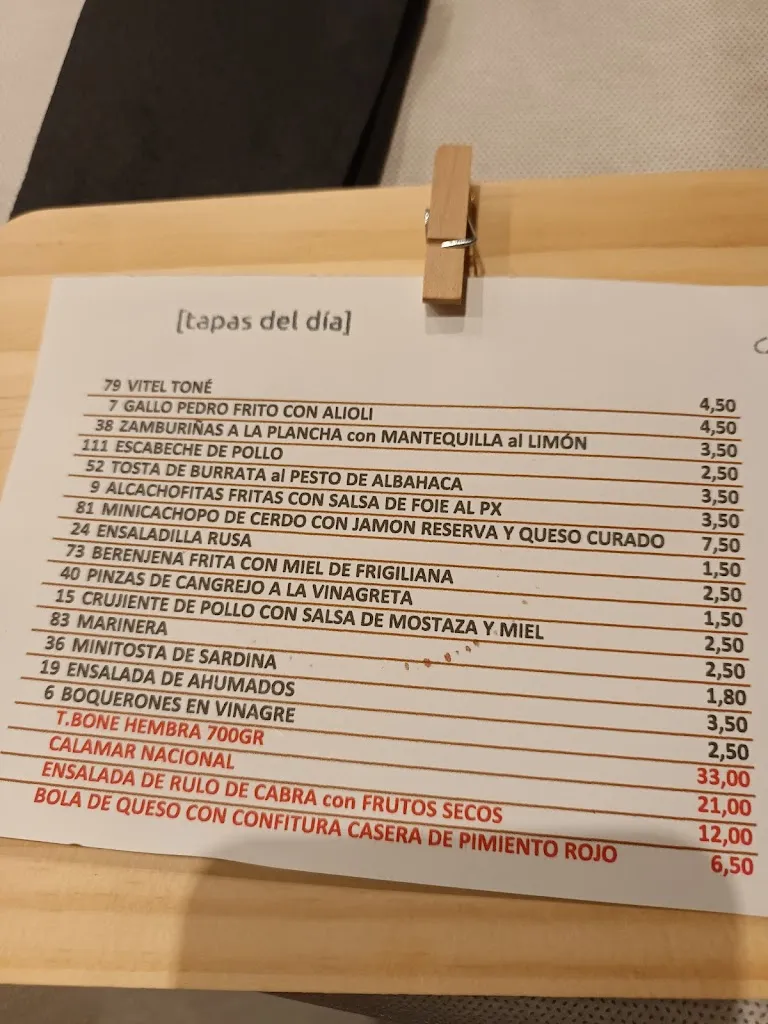 [tapas del día]
79 VITEL TONÉ 4,50
7 GALLO PEDRO FRITO CON ALIOLI 4,50
38 ZAMBURIÑAS A LA PLANCHA con MANTEQUILLA al LIMÓN 3,50
111 ESCABECHE DE POLLO 2,50
52 TOSTA DE BURRATA al PESTO DE ALBAHACA 3,50
9 ALCACHOFITAS FRITAS CON SALSA DE FOIE AL PX 3,50
81 MINICACHOPO DE CERDO CON JAMON RESERVA Y QUESO CURADO 7,50
24 ENSALADILLA RUSA 1,50
73 BERENJENA FRITA CON MIEL DE FRIGILIANA 2,50
40 PINZAS DE CANGREJO A LA VINAGRETA 1,50
15 CRUJIENTE DE POLLO CON SALSA DE MOSTAZA Y MIEL 2,50
83 MARINERA 2,50
36 MINITOSTA DE SARDINA 1,80
19 ENSALADA DE AHUMADOS 3,50
6 BOQUERONES EN VINAGRE 2,50
T.BONE HEMBRA 700GR 33,00
CALAMAR NACIONAL 21,00
ENSALADA DE RULO DE CABRA con FRUTOS SECOS 12,00
BOLA DE QUESO CON CONFITURA CASERA DE PIMIENTO ROJO 6,50